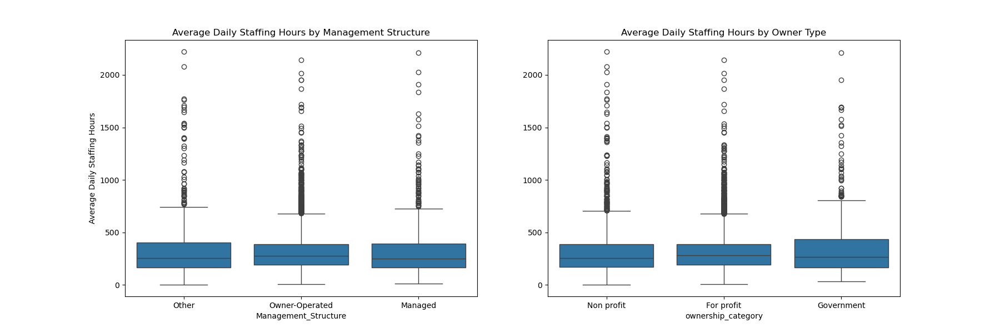 Average Daily Staffing Hours by Management Structure
Average Daily Staffing Hours
2000
1500
1000
500
0
Other
Owner-Operated
Managed
Management_Structure
Average Daily Staffing Hours by Owner Type
2000
1500
1000
500
0
Non profit
For profit
Government
ownership_category